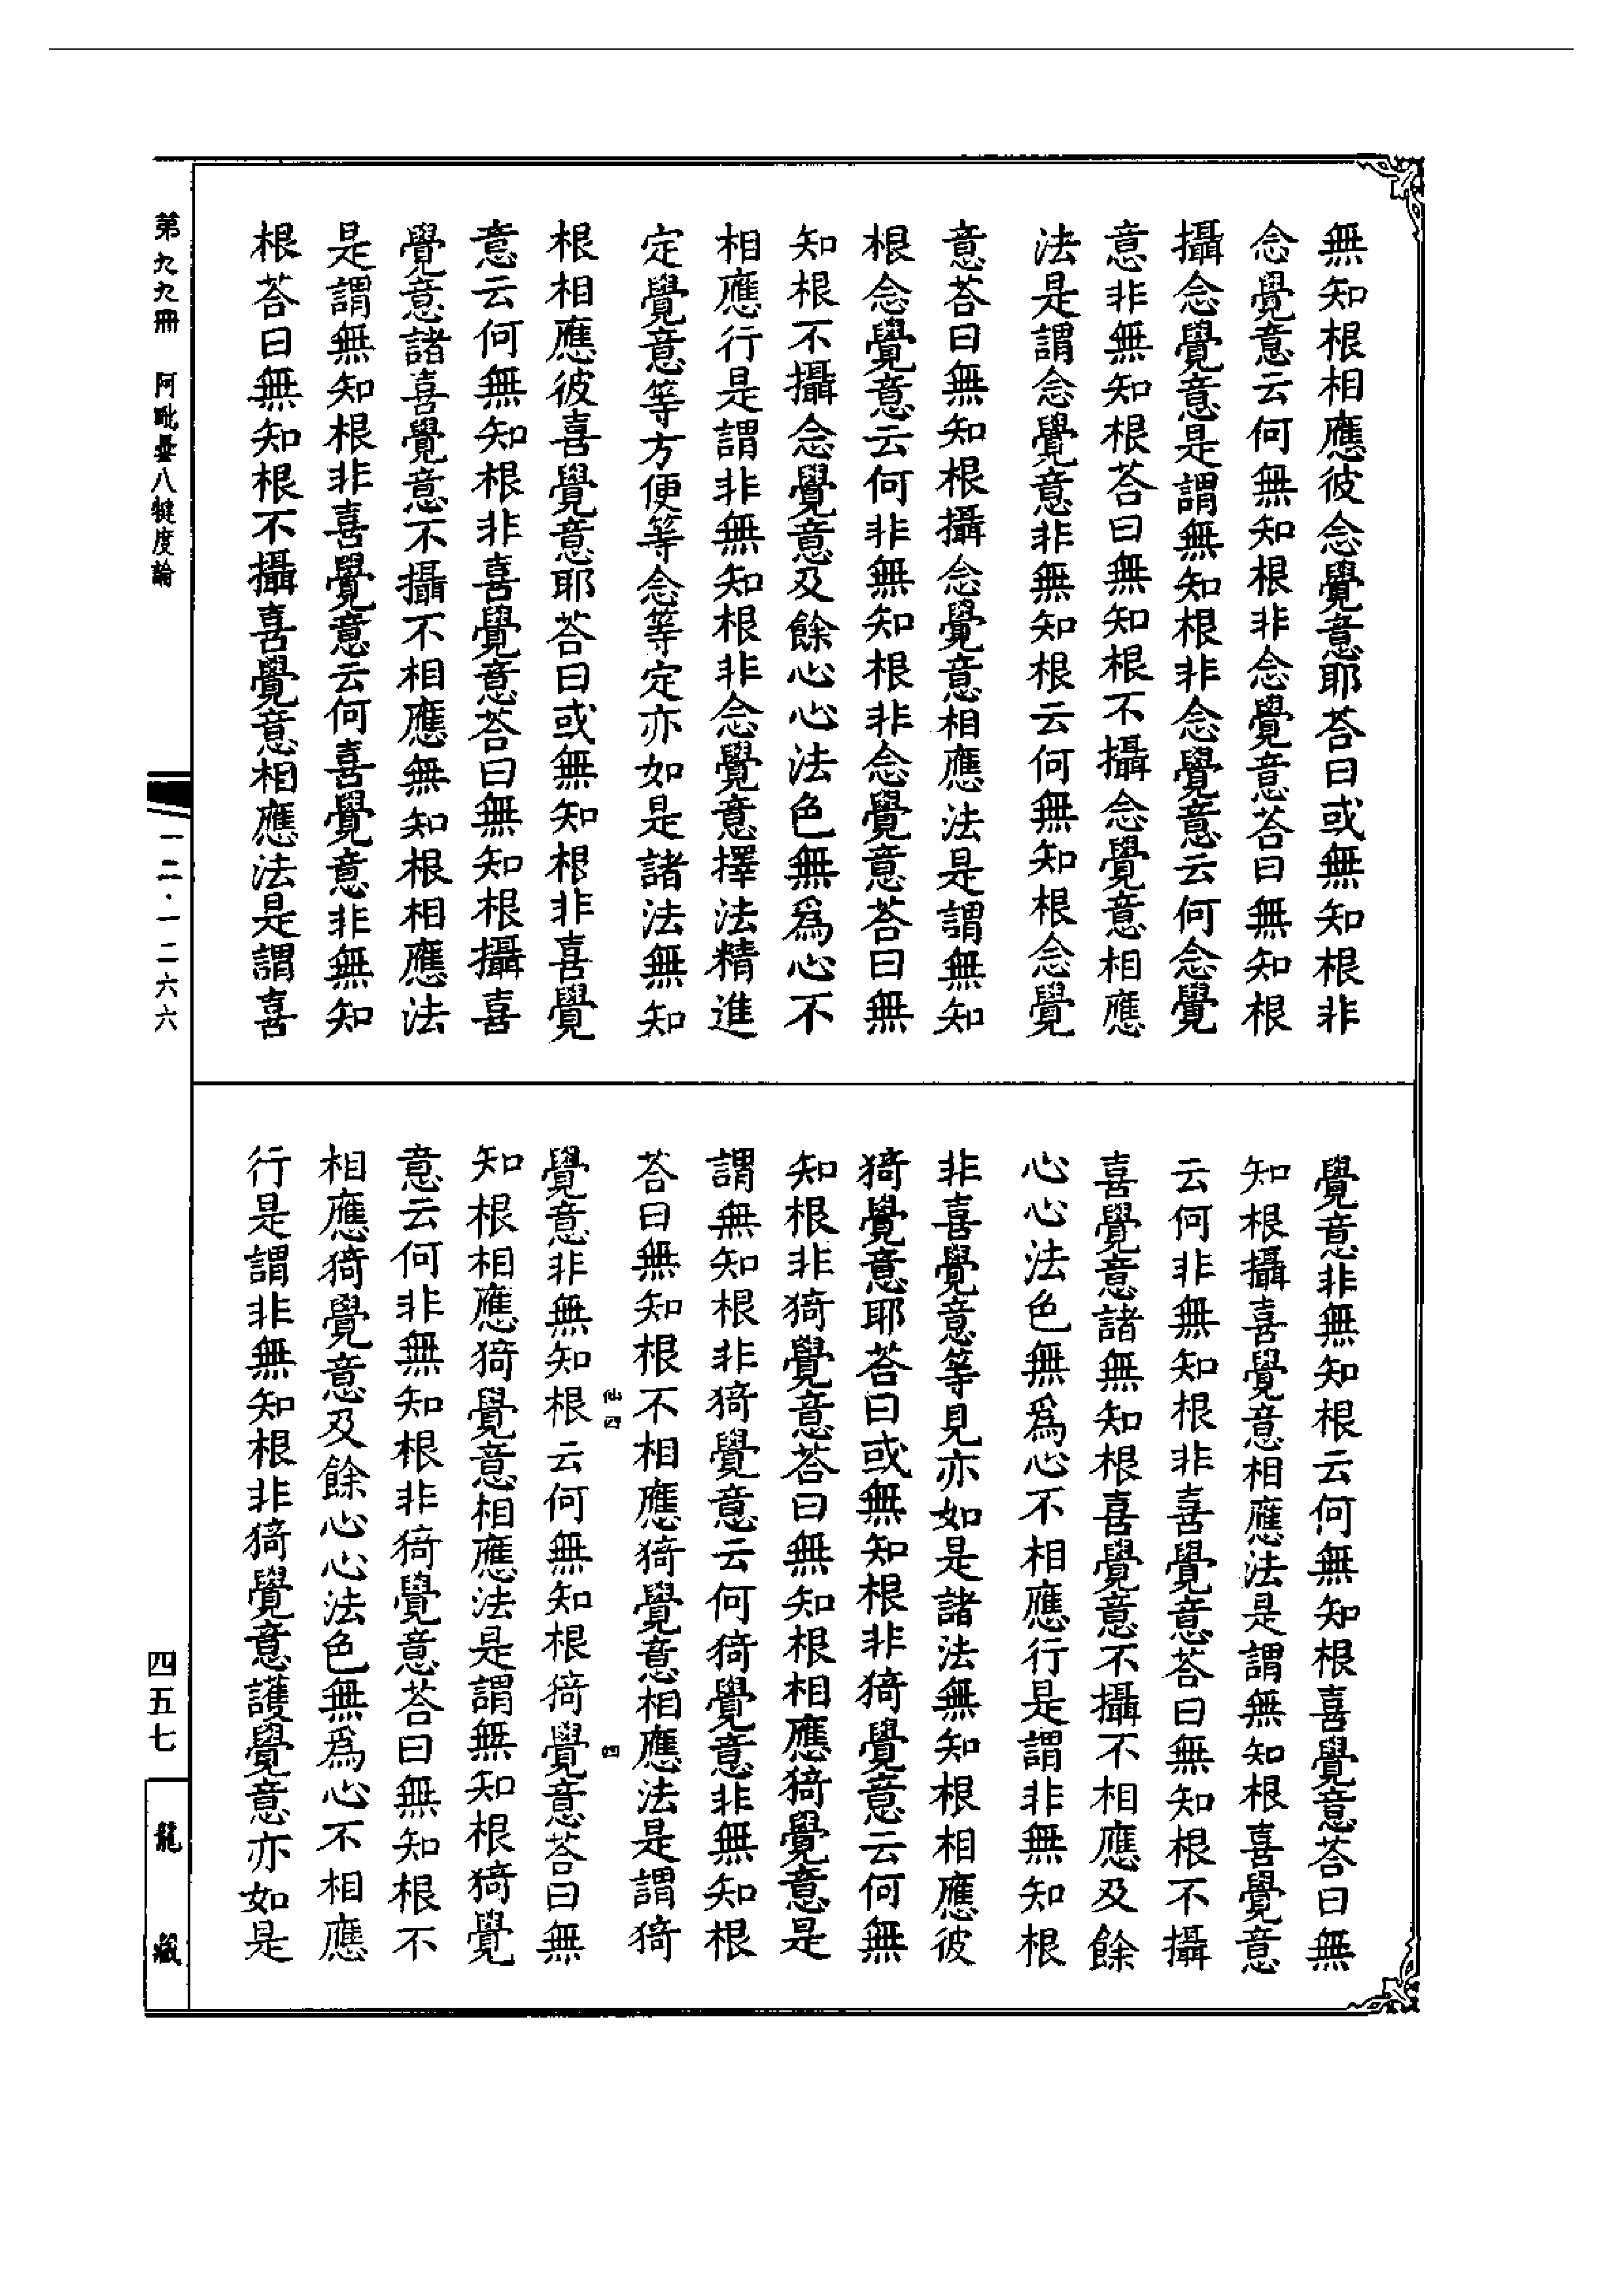 無知根相應彼念覺意耶荅曰或無知根非
念覺意云何無知根非念覺意荅曰無知根
攝念覺意是謂無知根非念覺意云何念覺
意非無知根荅曰無知根不攝念覺意相應
法是謂念覺意非無知根云何無知根念覺
意荅曰無知根攝念覺意相應法是謂無知
根念覺意云何非無知根非念覺意荅曰無
知根不攝念覺意及餘心心法色無爲心不
相應行是謂非無知根非念覺意擇法精進
定覺意等方便等念等定亦如是諸法無知
根相應彼喜覺意耶荅曰或無知根非喜覺
意云何無知根非喜覺意荅曰無知根攝喜
覺意諸喜覺意不攝不相應無知根相應法
是謂無知根非喜覺意云何喜覺意非無知
根荅曰無知根不攝喜覺意相應法是謂喜
覺意非無知根云何無知根喜覺意荅曰無
知根攝喜覺意相應法是謂無知根喜覺意
云何非無知根非喜覺意荅曰無知根不攝
喜覺意諸無知根喜覺意不攝不相應及餘
心心法色無爲心不相應行是謂非無知根
非喜覺意等見亦如是諸法無知根相應彼
猗覺意耶荅曰或無知根非猗覺意云何無
知根非猗覺意荅曰無知根相應猗覺意是
謂無知根非猗覺意云何猗覺意非無知根
荅曰無知根不相應猗覺意相應法是謂猗
仙四
四
覺意非無知根云何無知根猗覺意荅曰無
知根相應猗覺意相應法是謂無知根猗覺
意云何非無知根非猗覺意荅曰無知根不
相應猗覺意及餘心心法色無爲心不相應
行是謂非無知根非猗覺意護覺意亦如是
第九九冊 阿毗曇八犍度論
一二·一二六六
四五七
龍藏